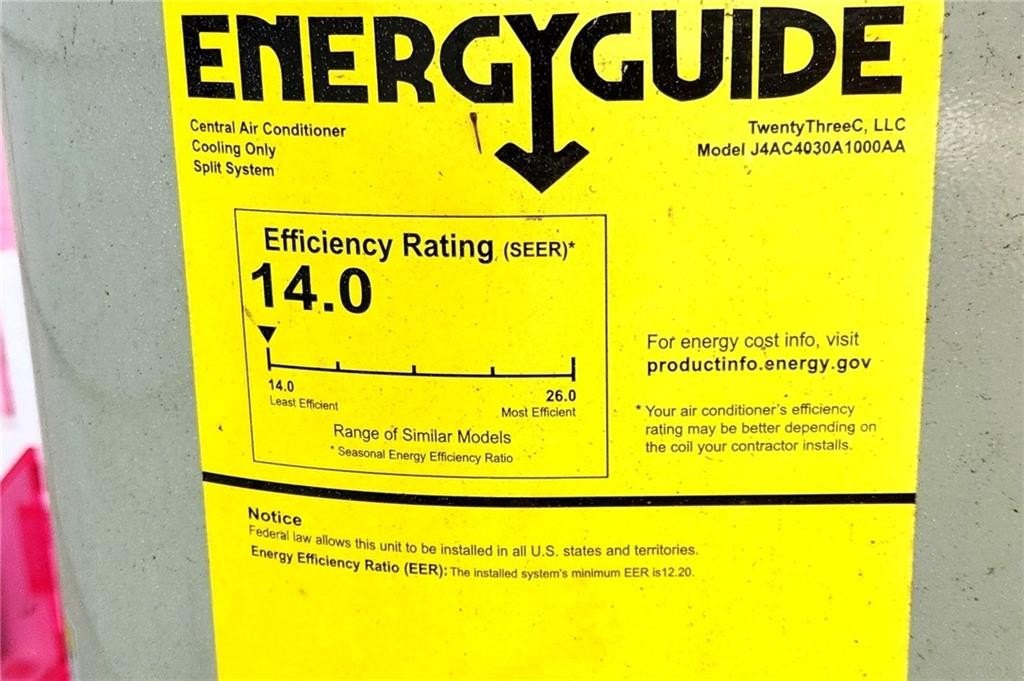 ENERGYGUIDE
Central Air Conditioner
Cooling Only
Split System
TwentyThreeC, LLC
Model J4AC4030A1000AA
Efficiency Rating (SEER)*
14.0
14.0
Least Efficient
26.0
Most Efficient
Range of Similar Models
* Seasonal Energy Efficiency Ratio
For energy cost info, visit
productinfo.energy.gov
* Your air conditioner's efficiency
rating may be better depending on
the coil your contractor installs.
Notice
Federal law allows this unit to be installed in all U.S. states and territories.
Energy Efficiency Ratio (EER): The installed system's minimum EER is12.20.